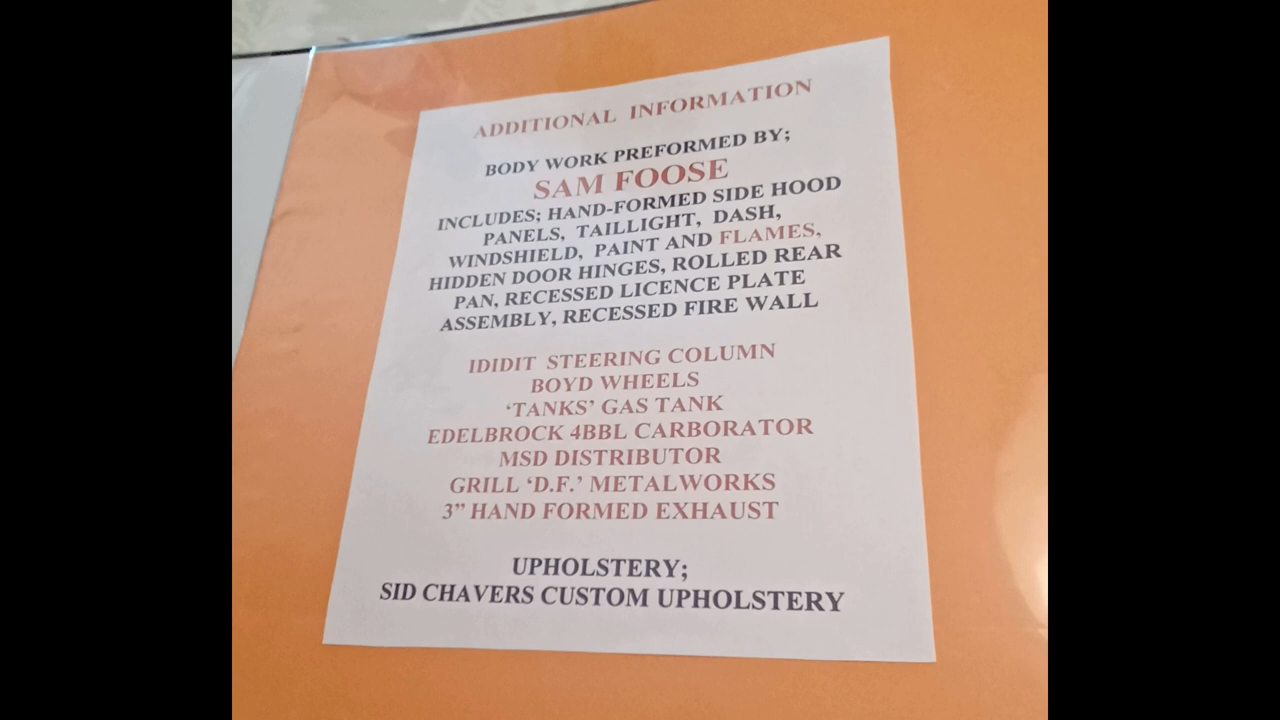 ADDITIONAL INFORMATION
BODY WORK PREFORMED BY;
SAM FOOSE
INCLUDES; HAND-FORMED SIDE HOOD
PANELS, TAILLIGHT, DASH,
WINDSHIELD, PAINT AND FLAMES,
HIDDEN DOOR HINGES, ROLLED REAR
PAN, RECESSED LICENCE PLATE
ASSEMBLY, RECESSED FIRE WALL
IDIDIT STEERING COLUMN
BOYD WHEELS
‘TANKS’ GAS TANK
EDELBROCK 4BBL CARBORATOR
MSD DISTRIBUTOR
GRILL ‘D.F.’ METALWORKS
3” HAND FORMED EXHAUST
UPHOLSTERY;
SID CHAVERS CUSTOM UPHOLSTERY